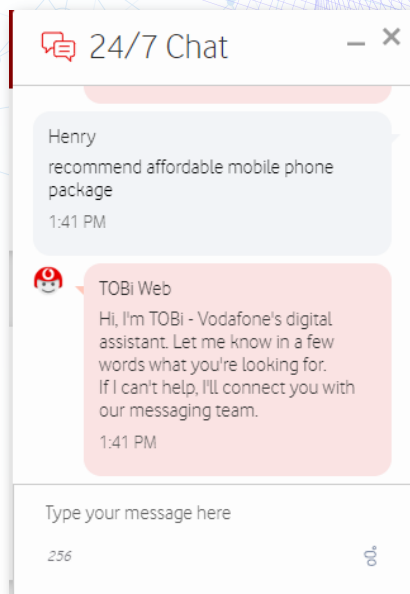 24/7 Chat
Henry
recommend affordable mobile phone
package
1:41 PM
TOBi Web
Hi, I'm TOBi - Vodafone's digital
assistant. Let me know in a few
words what you're looking for.
If I can't help, I'll connect you with
our messaging team.
1:41 PM
Type your message here
256